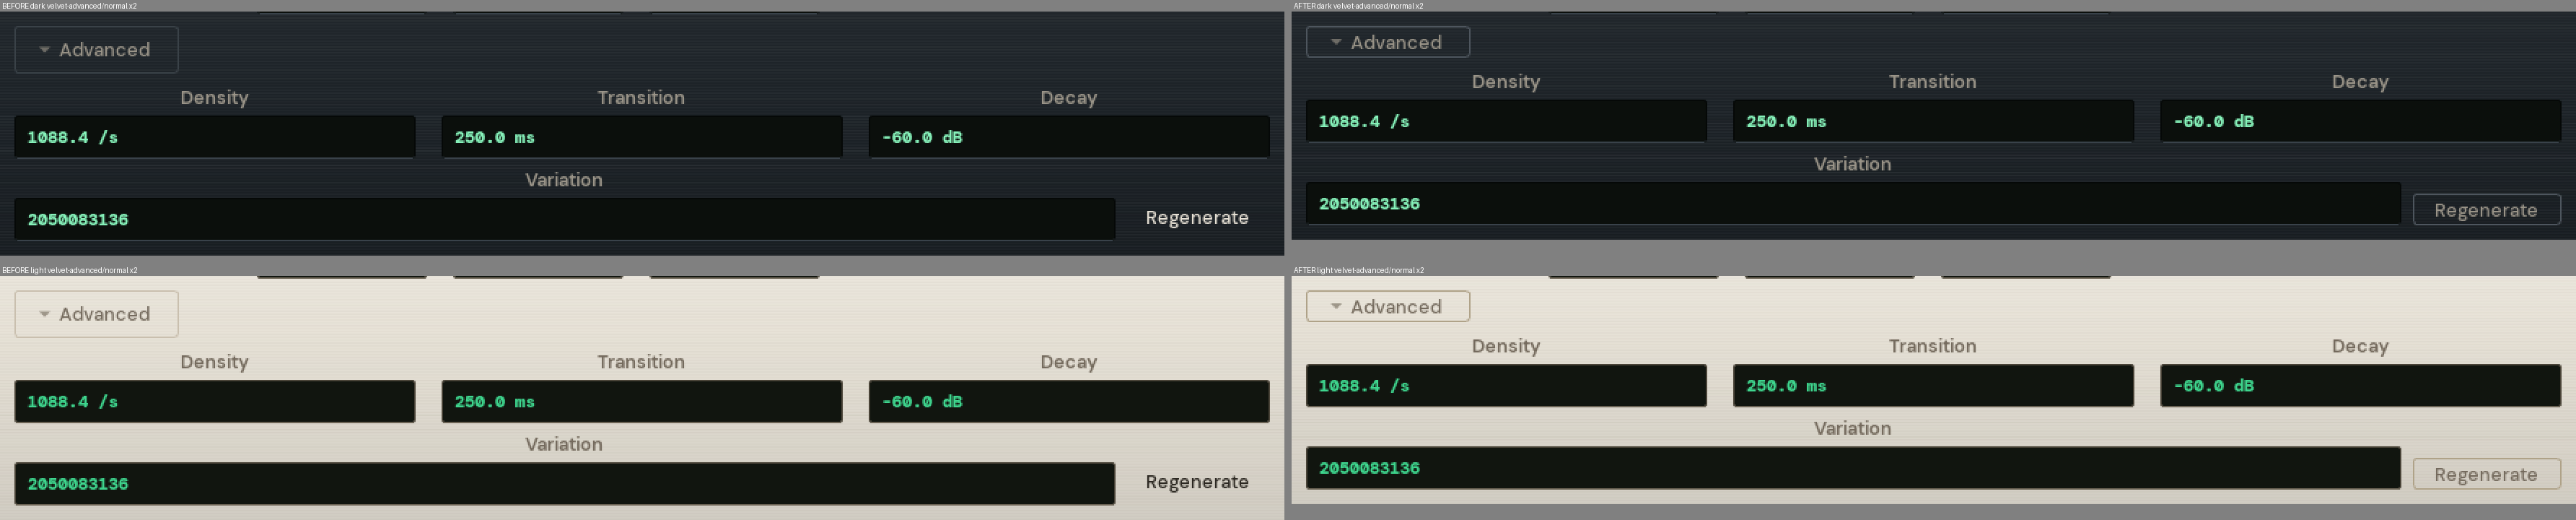 BEFORE dark velvet-advanced/normal x2
Advanced
Density Transition Decay
1088.4 /s 250.0 ms -60.0 dB
Variation
2050083136 Regenerate
AFTER dark velvet-advanced/normal x2
Advanced
Density Transition Decay
1088.4 /s 250.0 ms -60.0 dB
Variation
2050083136 Regenerate
BEFORE light velvet-advanced/normal x2
Advanced
Density Transition Decay
1088.4 /s 250.0 ms -60.0 dB
Variation
2050083136 Regenerate
AFTER light velvet-advanced/normal x2
Advanced
Density Transition Decay
1088.4 /s 250.0 ms -60.0 dB
Variation
2050083136 Regenerate